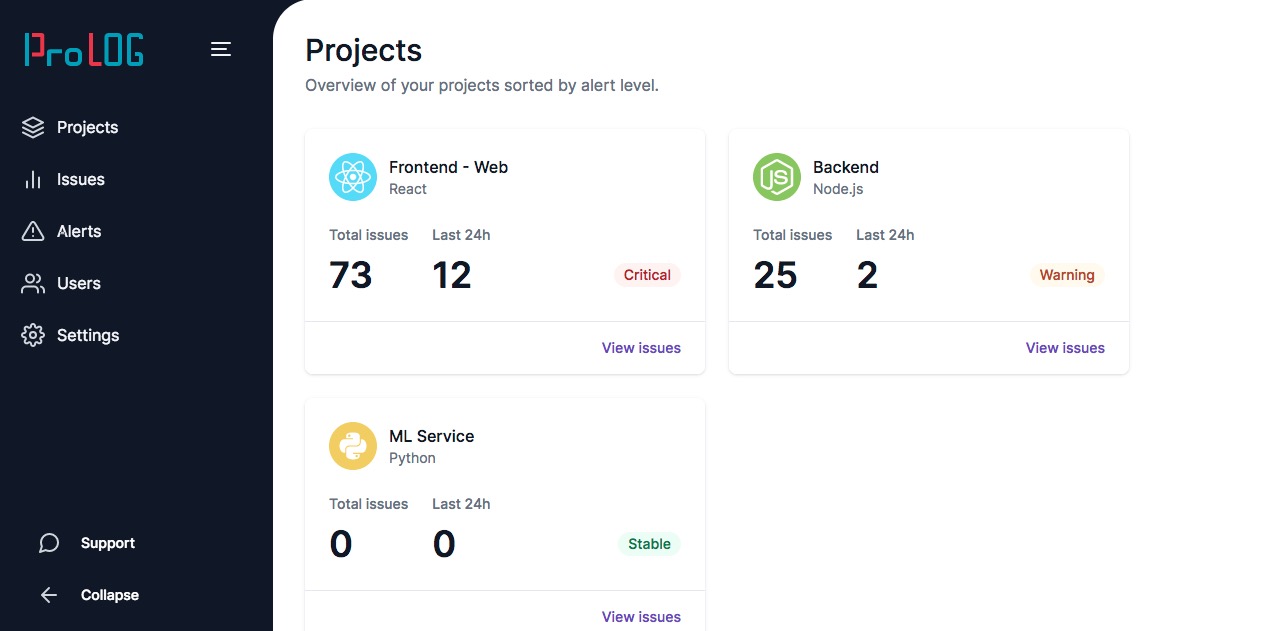 ProLOG
Projects
Issues
Alerts
Users
Settings
Support
Collapse
Projects
Overview of your projects sorted by alert level.
Frontend - Web
React
Total issues Last 24h
73 12 Critical
View issues
JS
Backend
Node.js
Total issues Last 24h
25 2 Warning
View issues
ML Service
Python
Total issues Last 24h
0 0 Stable
View issues